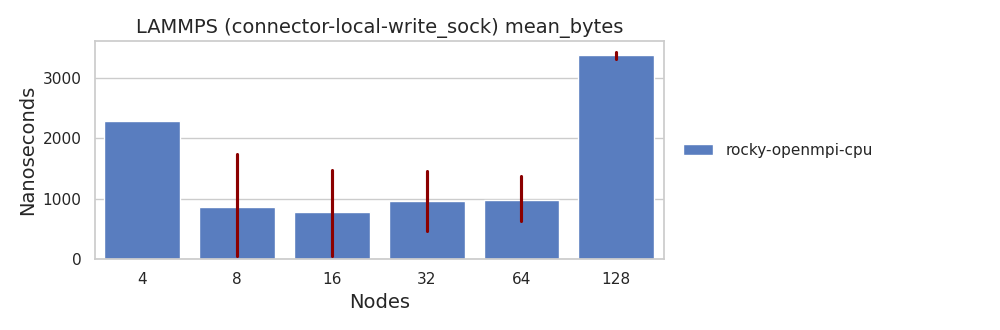 LAMMPS (connector-local-write_sock) mean_bytes
Nanoseconds
3000
2000
1000
0
4 8 16 32 64 128
Nodes
rocky-openmpi-cpu